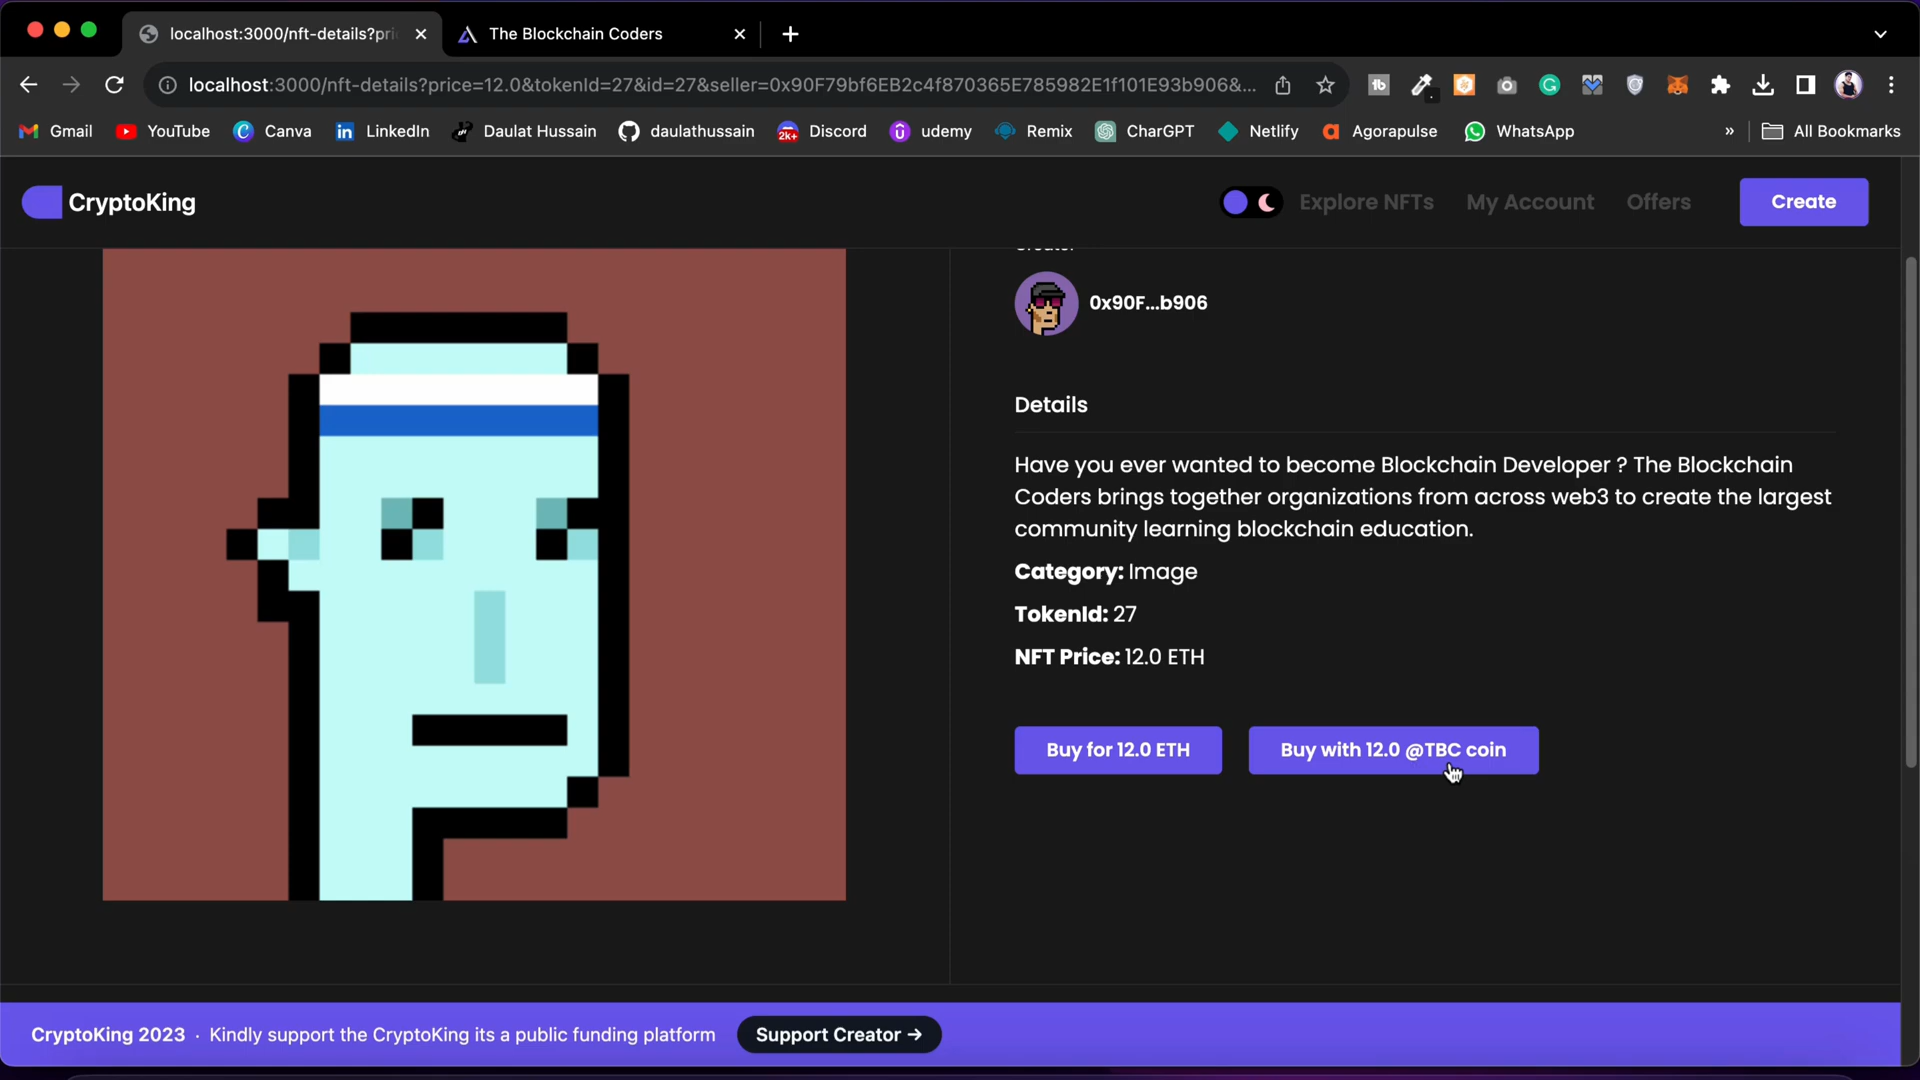 localhost:3000/nft-details?pri
The Blockchain Coders
localhost:3000/nft-details?price=12.0&tokenId=27&id=27&seller=0x90F79bf6EB2c4f870365E785982E1f101E93b906&...
Gmail
YouTube
Canva
LinkedIn
Daulat Hussain
daulathussain
2k+
Discord
udemy
Remix
CharGPT
Netlify
Agorapulse
WhatsApp
»
All Bookmarks
CryptoKing
Explore NFTs
My Account
Offers
Create
0x90F...b906
Details
Have you ever wanted to become Blockchain Developer ? The Blockchain
Coders brings together organizations from across web3 to create the largest
community learning blockchain education.
Category: Image
TokenId: 27
NFT Price: 12.0 ETH
Buy for 12.0 ETH
Buy with 12.0 @TBC coin
CryptoKing 2023 · Kindly support the CryptoKing its a public funding platform
Support Creator →